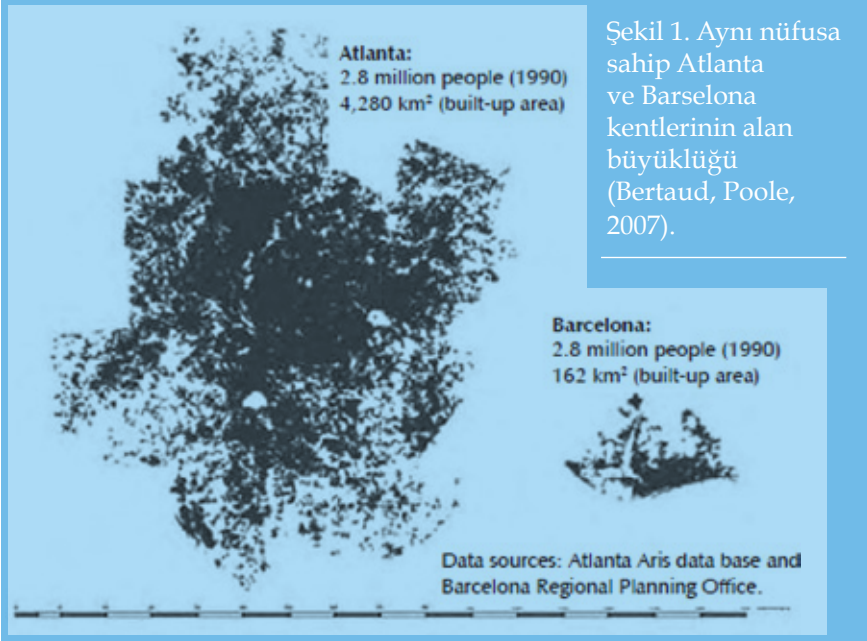 Atlanta:
2.8 million people (1990)
4,280 km² (built-up area)
Şekil 1. Aynı nüfusa
sahip Atlanta
ve Barselona
kentlerinin alan
büyüklüğü
(Bertaud, Poole,
2007).
Barcelona:
2.8 million people (1990)
162 km² (built-up area)
Data sources: Atlanta Aris data base and
Barcelona Regional Planning Office.